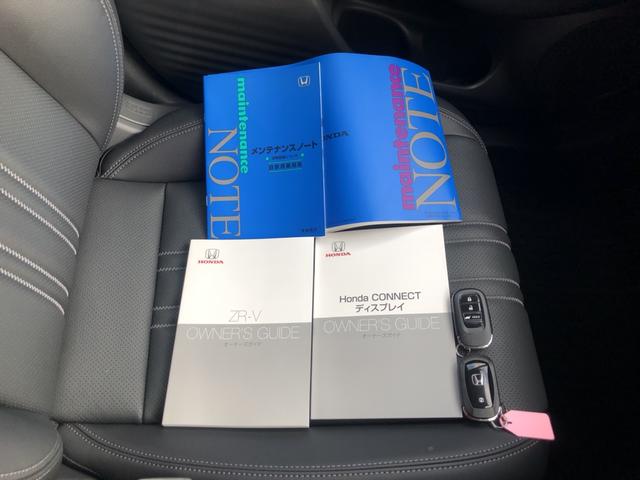 maintenance
NOTE
メンテナンスノート
HONDA
maintenance
NOTE
HONDA
ZR-V
OWNER'S GUIDE
オーナーズガイド
HONDA
Honda CONNECT
ディスプレイ
OWNER'S GUIDE
オーナーズガイド